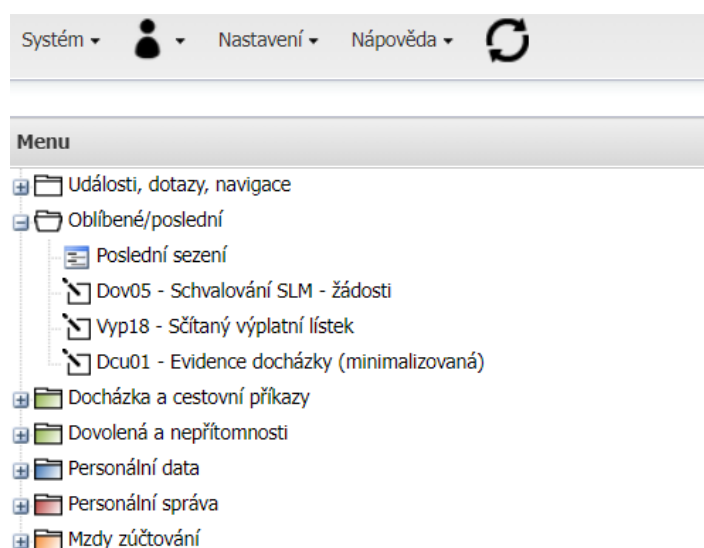 Systém Nastavení Nápověda
Menu
Události, dotazy, navigace
Oblíbené/poslední
Poslední sezení
Dov05 - Schvalování SLM - žádosti
Vyp18 - Sčítaný výplatní lístek
Dcu01 - Evidence docházky (minimalizovaná)
Docházka a cestovní příkazy
Dovolená a nepřítomnosti
Personální data
Personální správa
Mzdy zúčtování